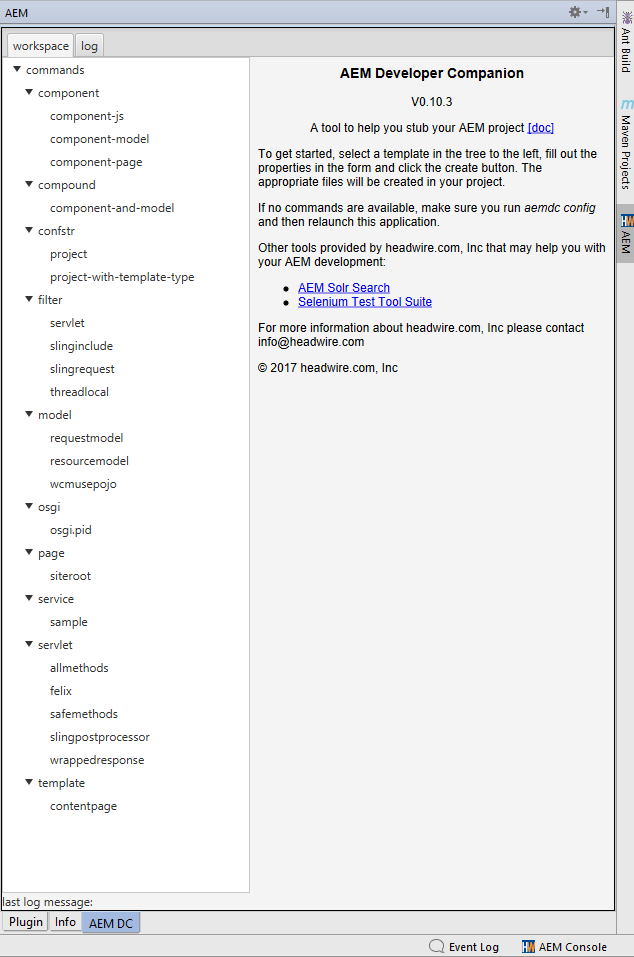 AEM
workspace
log
commands
component
component-js
component-model
component-page
compound
component-and-model
confstr
project
project-with-template-type
filter
servlet
slinginclude
slingrequest
threadlocal
model
requestmodel
resourcemodel
wcmusepojo
osgi
osgi.pid
page
siteroot
service
sample
servlet
allmethods
felix
safemethods
slingpostprocessor
wrappedresponse
template
contentpage
AEM Developer Companion
V0.10.3
A tool to help you stub your AEM project [doc]
To get started, select a template in the tree to the left, fill out the
properties in the form and click the create button. The
appropriate files will be created in your project.
If no commands are available, make sure you run aemdc config
and then relaunch this application.
Other tools provided by headwire.com, Inc that may help you with
your AEM development:
AEM Solr Search
Selenium Test Tool Suite
For more information about headwire.com, Inc please contact
info@headwire.com
© 2017 headwire.com, Inc
Ant Build
m
Maven Projects
HW
AEM
last log message:
Plugin
Info
AEM DC
Event Log
HW
AEM Console